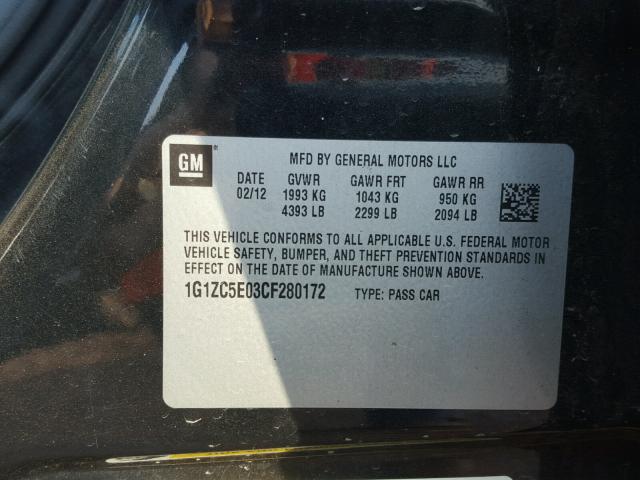 GM
MFD BY GENERAL MOTORS LLC
DATE GVWR GAWR FRT GAWR RR
02/12 1993 KG 1043 KG 950 KG
4393 LB 2299 LB 2094 LB
THIS VEHICLE CONFORMS TO ALL APPLICABLE U.S. FEDERAL MOTOR
VEHICLE SAFETY, BUMPER, AND THEFT PREVENTION STANDARDS IN
EFFECT ON THE DATE OF MANUFACTURE SHOWN ABOVE.
1G1ZC5E03CF280172 TYPE: PASS CAR